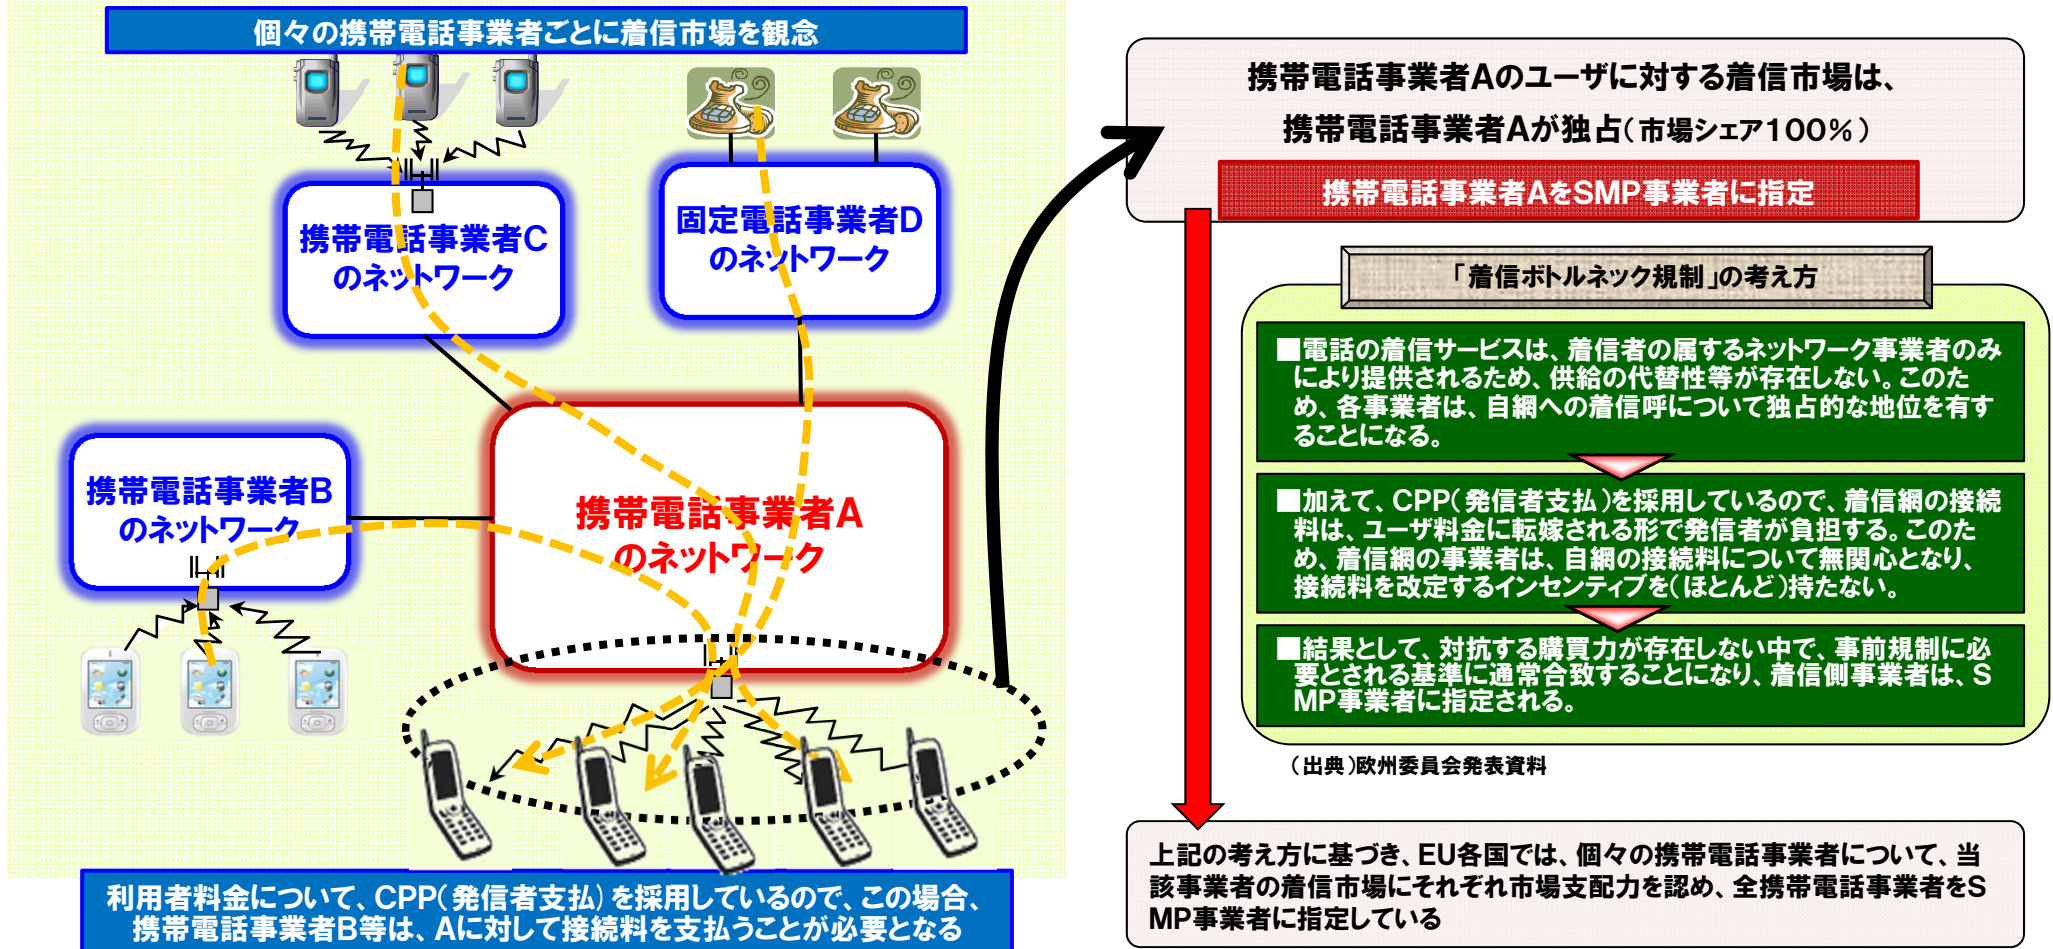 個々の携帯電話事業者ごとに着信市場を観念
携帯電話事業者C
のネットワーク
固定電話事業者D
のネットワーク
携帯電話事業者B
のネットワーク
携帯電話事業者A
のネットワーク
利用者料金について、CPP(発信者支払)を採用しているので、この場合、
携帯電話事業者B等は、Aに対して接続料を支払うことが必要となる
携帯電話事業者Aのユーザに対する着信市場は、
携帯電話事業者Aが独占(市場シェア100%)
携帯電話事業者AをSMP事業者に指定
「着信ボトルネック規制」の考え方
■電話の着信サービスは、着信者の属するネットワーク事業者のみ
により提供されるため、供給の代替性等が存在しない。このた
め、各事業者は、自網への着信呼について独占的な地位を有す
ることになる。
■加えて、CPP(発信者支払)を採用しているので、着信網の接続
料は、ユーザ料金に転嫁される形で発信者が負担する。このた
め、着信網の事業者は、自網の接続料について無関心となり、
接続料を改定するインセンティブを(ほとんど)持たない。
■結果として、対抗する購買力が存在しない中で、事前規制に必
要とされる基準に通常合致することになり、着信側事業者は、S
MP事業者に指定される。
(出典)欧州委員会発表資料
上記の考え方に基づき、EU各国では、個々の携帯電話事業者について、当
該事業者の着信市場にそれぞれ市場支配力を認め、全携帯電話事業者をS
MP事業者に指定している